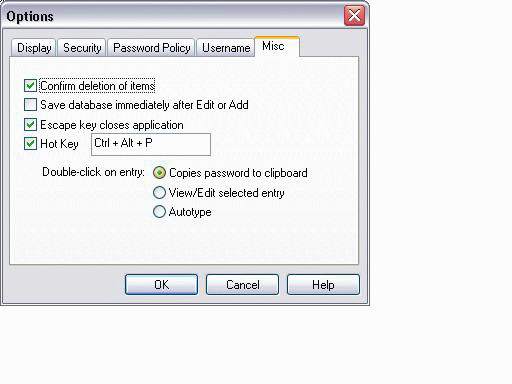 Options
Display Security Password Policy Username Misc
Confirm deletion of items
Save database immediately after Edit or Add
Escape key closes application
Hot Key Ctrl + Alt + P
Double-click on entry: Copies password to clipboard
View/Edit selected entry
Autotype
OK Cancel Help